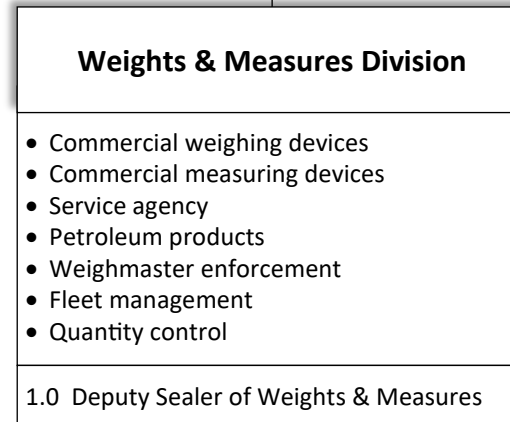 Weights & Measures Division
• Commercial weighing devices
• Commercial measuring devices
• Service agency
• Petroleum products
• Weighmaster enforcement
• Fleet management
• Quantity control
1.0 Deputy Sealer of Weights & Measures